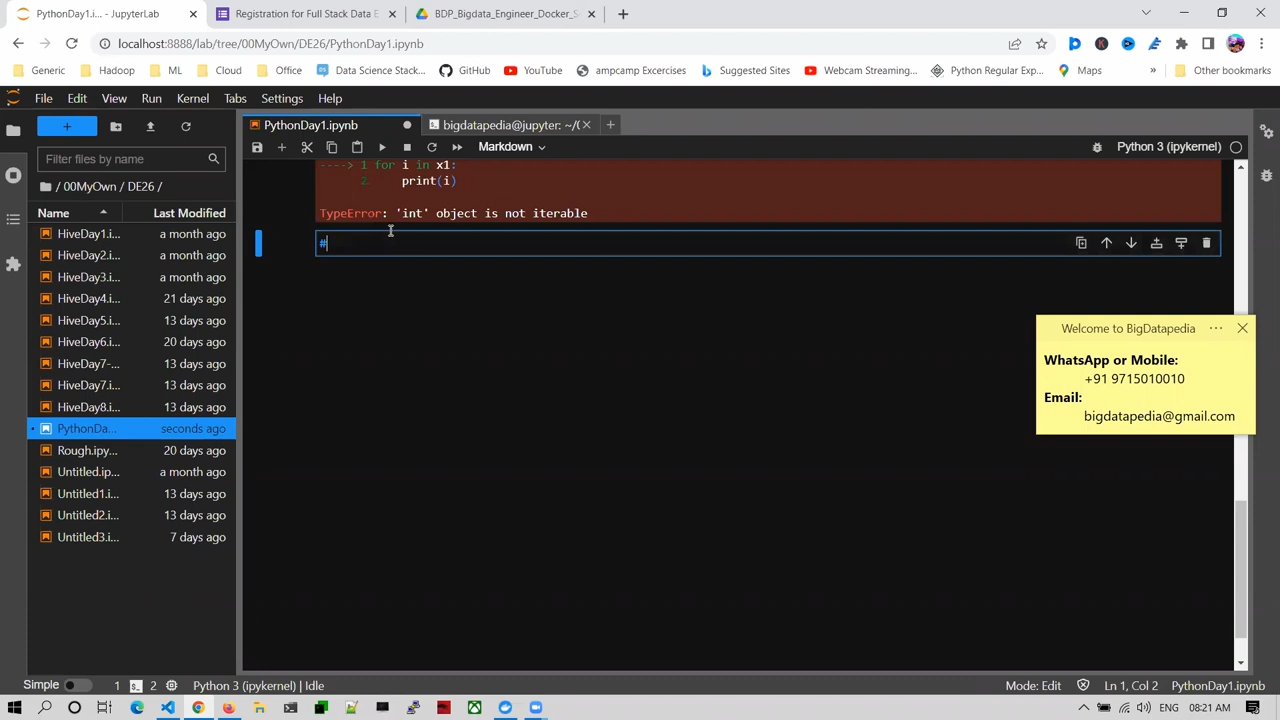 PythonDay1.i... - JupyterLab
Registration for Full Stack Data E
BDP_Bigdata_Engineer_Docker_S
localhost:8888/lab/tree/00MyOwn/DE26/PythonDay1.ipynb
Generic
Hadoop
ML
Cloud
Office
Data Science Stack...
GitHub
YouTube
ampcamp Excercises
Suggested Sites
Webcam Streaming...
Python Regular Exp...
Maps
»
Other bookmarks
File Edit View Run Kernel Tabs Settings Help
PythonDay1.ipynb
bigdatapedia@jupyter: ~/(
Markdown
Python 3 (ipykernel)
Filter files by name
/ 00MyOwn / DE26 /
Name Last Modified
HiveDay1.i... a month ago
HiveDay2.i... a month ago
HiveDay3.i... a month ago
HiveDay4.i... 21 days ago
HiveDay5.i... 13 days ago
HiveDay6.i... 20 days ago
HiveDay7-... 13 days ago
HiveDay7.i... 13 days ago
HiveDay8.i... 13 days ago
PythonDa... seconds ago
Rough.ipy... 20 days ago
Untitled.ip... a month ago
Untitled1.i... 13 days ago
Untitled2.i... 13 days ago
Untitled3.i... 7 days ago
----> 1 for i in x1:
2 print(i)
TypeError: 'int' object is not iterable
#
Welcome to BigDatapedia
WhatsApp or Mobile:
+91 9715010010
Email:
bigdatapedia@gmail.com
Simple 1 2 Python 3 (ipykernel) | Idle
Mode: Edit Ln 1, Col 2 PythonDay1.ipynb
ENG 08:21 AM